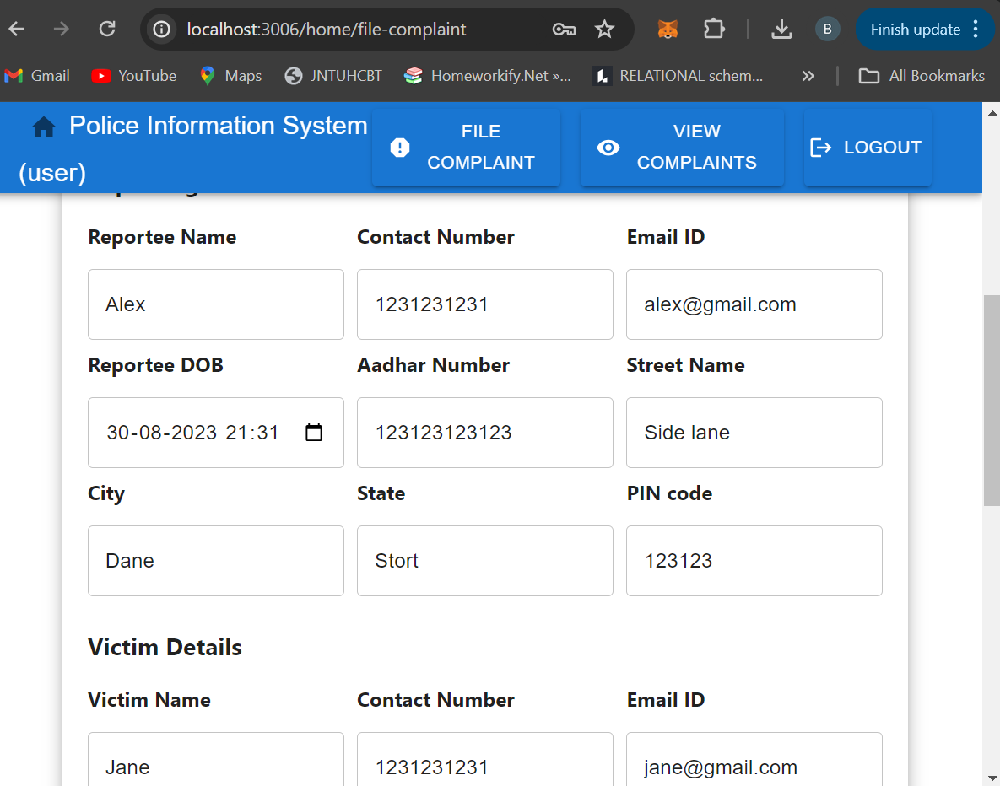 localhost:3006/home/file-complaint
B
Finish update
Gmail YouTube Maps JNTUHCBT Homeworkify.Net »... RELATIONAL schem... » All Bookmarks
Police Information System
(user)
FILE
COMPLAINT
VIEW
COMPLAINTS
LOGOUT
Reportee Name Contact Number Email ID
Alex 1231231231 alex@gmail.com
Reportee DOB Aadhar Number Street Name
30-08-2023 21:31 123123123123 Side lane
City State PIN code
Dane Stort 123123
Victim Details
Victim Name Contact Number Email ID
Jane 1231231231 jane@gmail.com